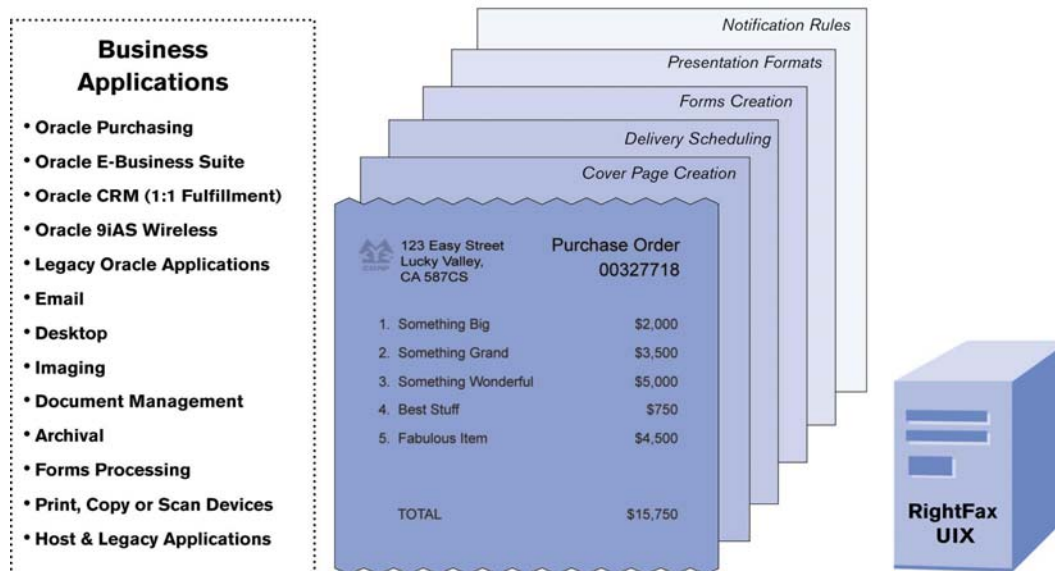 Business
Applications
• Oracle Purchasing
• Oracle E-Business Suite
• Oracle CRM (1:1 Fulfillment)
• Oracle 9iAS Wireless
• Legacy Oracle Applications
• Email
• Desktop
• Imaging
• Document Management
• Archival
• Forms Processing
• Print, Copy or Scan Devices
• Host & Legacy Applications
Notification Rules
Presentation Formats
Forms Creation
Delivery Scheduling
Cover Page Creation
CORP
123 Easy Street
Lucky Valley,
CA 587CS
Purchase Order
00327718
1. Something Big $2,000
2. Something Grand $3,500
3. Something Wonderful $5,000
4. Best Stuff $750
5. Fabulous Item $4,500
TOTAL $15,750
RightFax
UIX